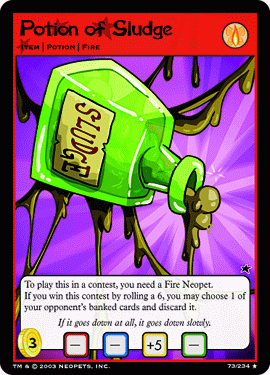 Potion of Sludge
Item | Potion | Fire
SLUDGE
To play this in a contest, you need a Fire Neopet.
If you win this contest by rolling a 6, you may choose 1 of
your opponent's banked cards and discard it.
If it goes down at all, it goes down slowly.
3
– – +5 –
TM & © 2003 NEOPETS, INC.
73/234 ★